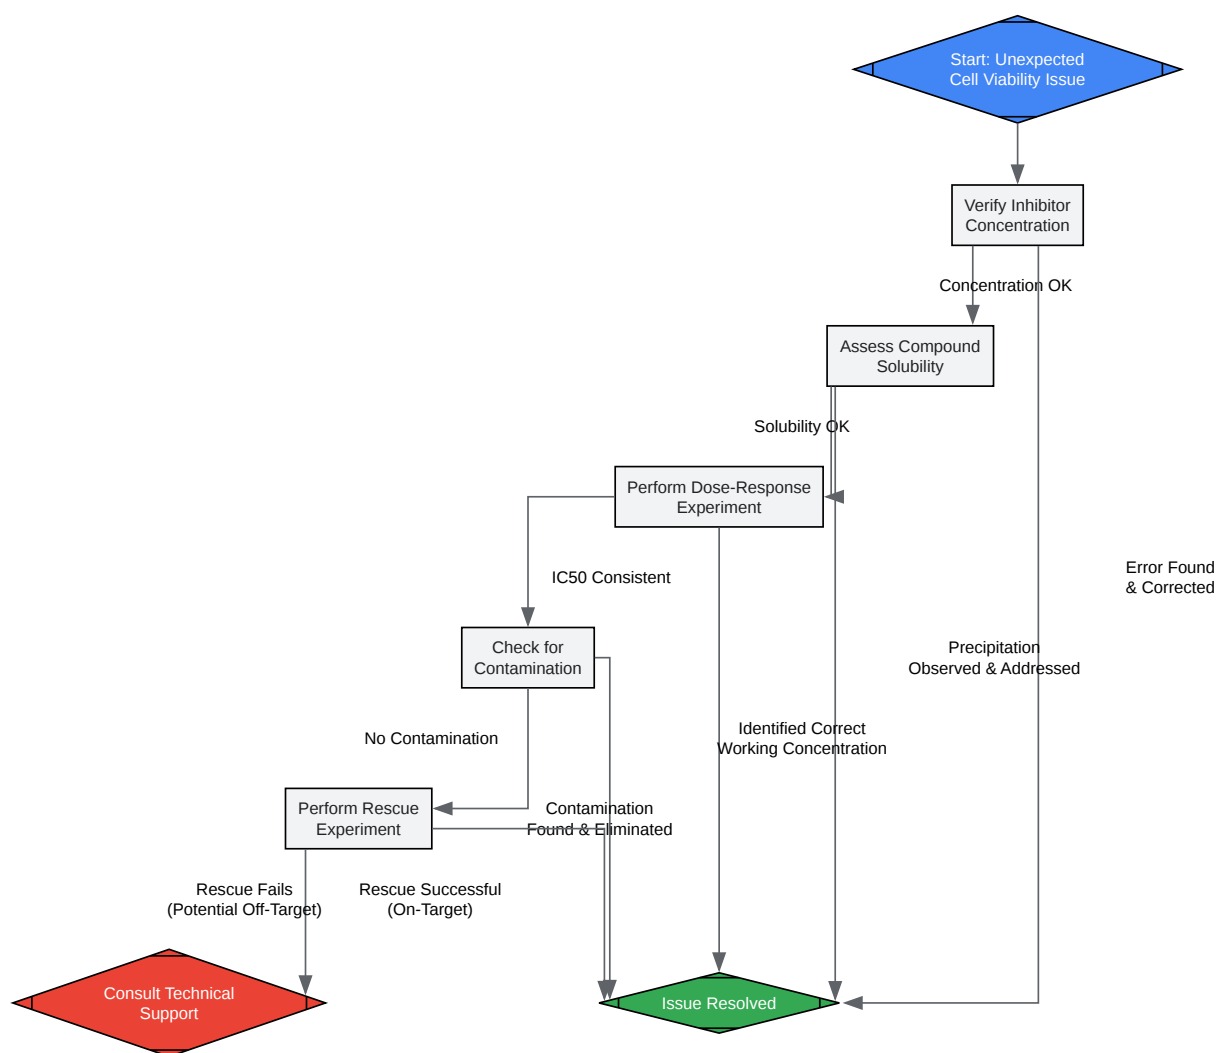 Start: Unexpected
Cell Viability Issue
Verify Inhibitor
Concentration
Concentration OK
Assess Compound
Solubility
Solubility OK
Perform Dose-Response
Experiment
Error Found
& Corrected
IC50 Consistent
Check for
Contamination
Precipitation
Observed & Addressed
No Contamination
Identified Correct
Working Concentration
Perform Rescue
Experiment
Contamination
Found & Eliminated
Rescue Fails
(Potential Off-Target)
Rescue Successful
(On-Target)
Consult Technical
Support
Issue Resolved